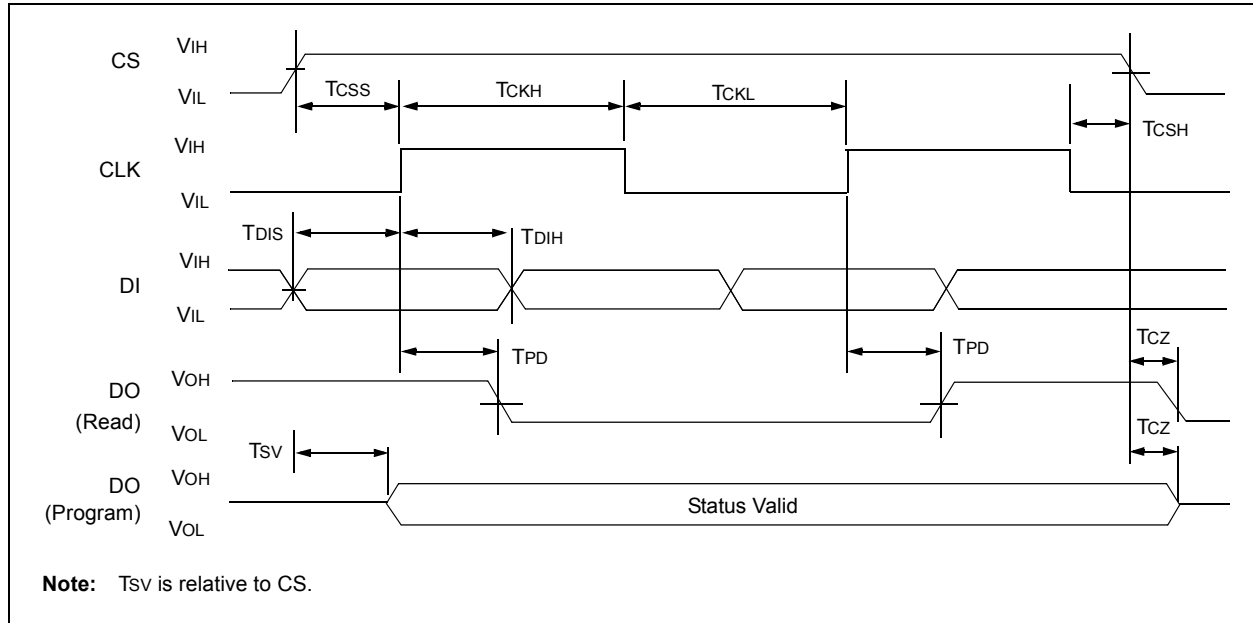 CS
VIH
VIL
TCSS
TCKH
TCKL
TCSH
CLK
VIH
VIL
TDIS
TDIH
DI
VIH
VIL
TPD
TPD
TCZ
DO
(Read)
VOH
VOL
TCZ
TSV
DO
(Program)
VOH
VOL
Status Valid
Note: TSV is relative to CS.